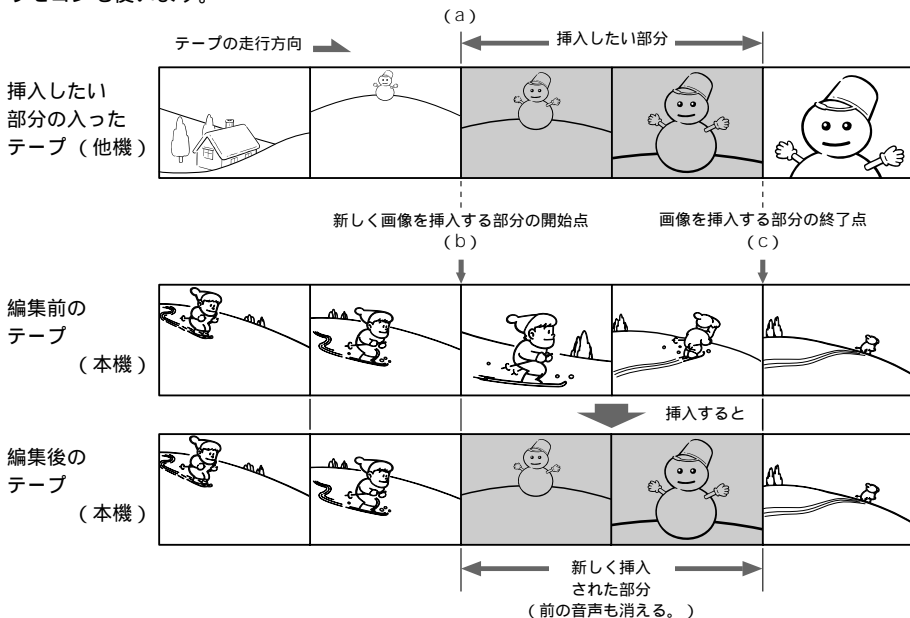 (a)
テープの走行方向
挿入したい部分
挿入したい
部分の入った
テープ(他機)
新しく画像を挿入する部分の開始点
(b)
画像を挿入する部分の終了点
(c)
編集前の
テープ
(本機)
挿入すると
編集後の
テープ
(本機)
新しく挿入
された部分
(前の音声も消える。)